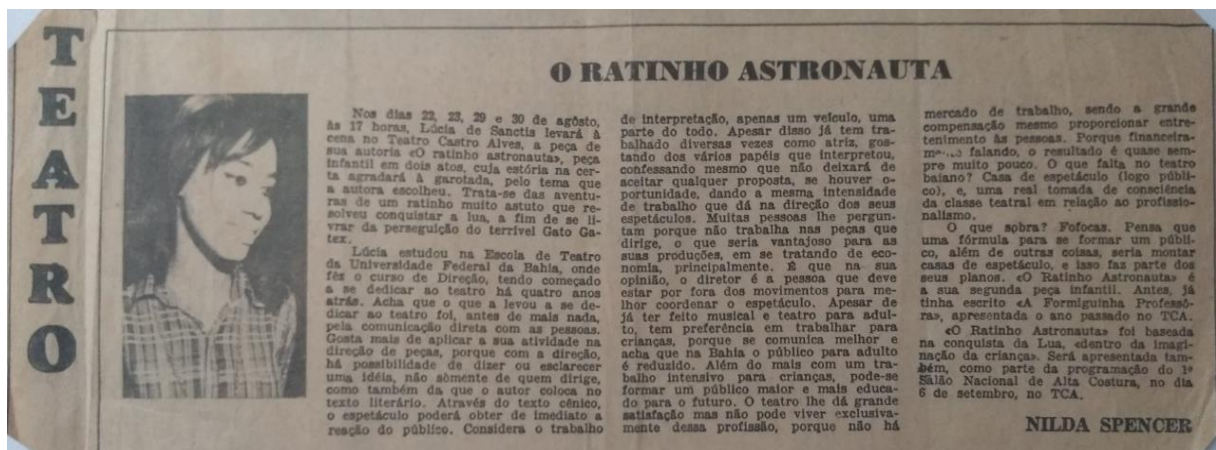 TEATRO
O RATINHO ASTRONAUTA
Nos dias 22, 23, 29 e 30 de agôsto,
às 17 horas, Lúcia de Sanctis levará à
cena no Teatro Castro Alves, a peça de
sua autoria «O ratinho astronauta», peça
infantil em dois atos, cuja estória na cer-
ta agradará à garotada, pelo tema que
a autora escolheu. Trata-se das aventu-
ras de um ratinho muito astuto que re-
solveu conquistar a lua, a fim de se li-
vrar da perseguição do terrível Gato Ga-
tex.
Lúcia estudou na Escola de Teatro
da Universidade Federal da Bahia, onde
fêz o curso de Direção, tendo começado
a se dedicar ao teatro há quatro anos
atrás. Acha que o que a levou a se de-
dicar ao teatro foi, antes de mais nada,
pela comunicação direta com as pessoas.
Gosta mais de aplicar a sua atividade na
direção de peças, porque com a direção,
há possibilidade de dizer ou esclarecer
uma idéia, não sòmente de quem dirige,
como também da que o autor coloca no
texto literário. Através do texto cênico,
o espetáculo poderá obter de imediato a
reação do público. Considera o trabalho
de interpretação, apenas um veículo, uma
parte do todo. Apesar disso já tem tra-
balhado diversas vezes como atriz, gos-
tando dos vários papéis que interpretou,
confessando mesmo que não deixará de
aceitar qualquer proposta, se houver o-
portunidade, dando a mesma intensidade
de trabalho que dá na direção dos seus
espetáculos. Muitas pessoas lhe pergun-
tam porque não trabalha nas peças que
dirige, o que seria vantajoso para as
suas produções, em se tratando de eco-
nomia, principalmente. É que na sua
opinião, o diretor é a pessoa que deve
estar por fora dos movimentos para me-
lhor coordenar o espetáculo. Apesar de
já ter feito musical e teatro para adul-
to, tem preferência em trabalhar para
crianças, porque se comunica melhor e
acha que na Bahia o público para adulto
é reduzido. Além do mais com um tra-
balho intensivo para crianças, pode-se
formar um público maior e mais educa-
do para o futuro. O teatro lhe dá grande
satisfação mas não pode viver exclusiva-
mente dessa profissão, porque não há
mercado de trabalho, sendo a grande
compensação mesmo proporcionar entre-
tenimento às pessoas. Porque financeira-
falando, o resultado é quase sem-
pre muito pouco. O que falta no teatro
baiano? Casa de espetáculo (logo públi-
co), e, uma real tomada de consciência
da classe teatral em relação ao profissio-
nalismo.
O que sobra? Fofocas. Pensa que
uma fórmula para se formar um públi-
co, além de outras coisas, seria montar
casas de espetáculo, e isso faz parte dos
seus planos. «O Ratinho Astronauta» é
a sua segunda peça infantil. Antes, já
tinha escrito «A Formiguinha Professô-
ra», apresentada o ano passado no TCA.
«O Ratinho Astronauta» foi baseada
na conquista da Lua, «dentro da imagi-
nação da criança». Será apresentada tam-
bém, como parte da programação do 1º
Salão Nacional de Alta Costura, no dia
6 de setembro, no TCA.
NILDA SPENCER